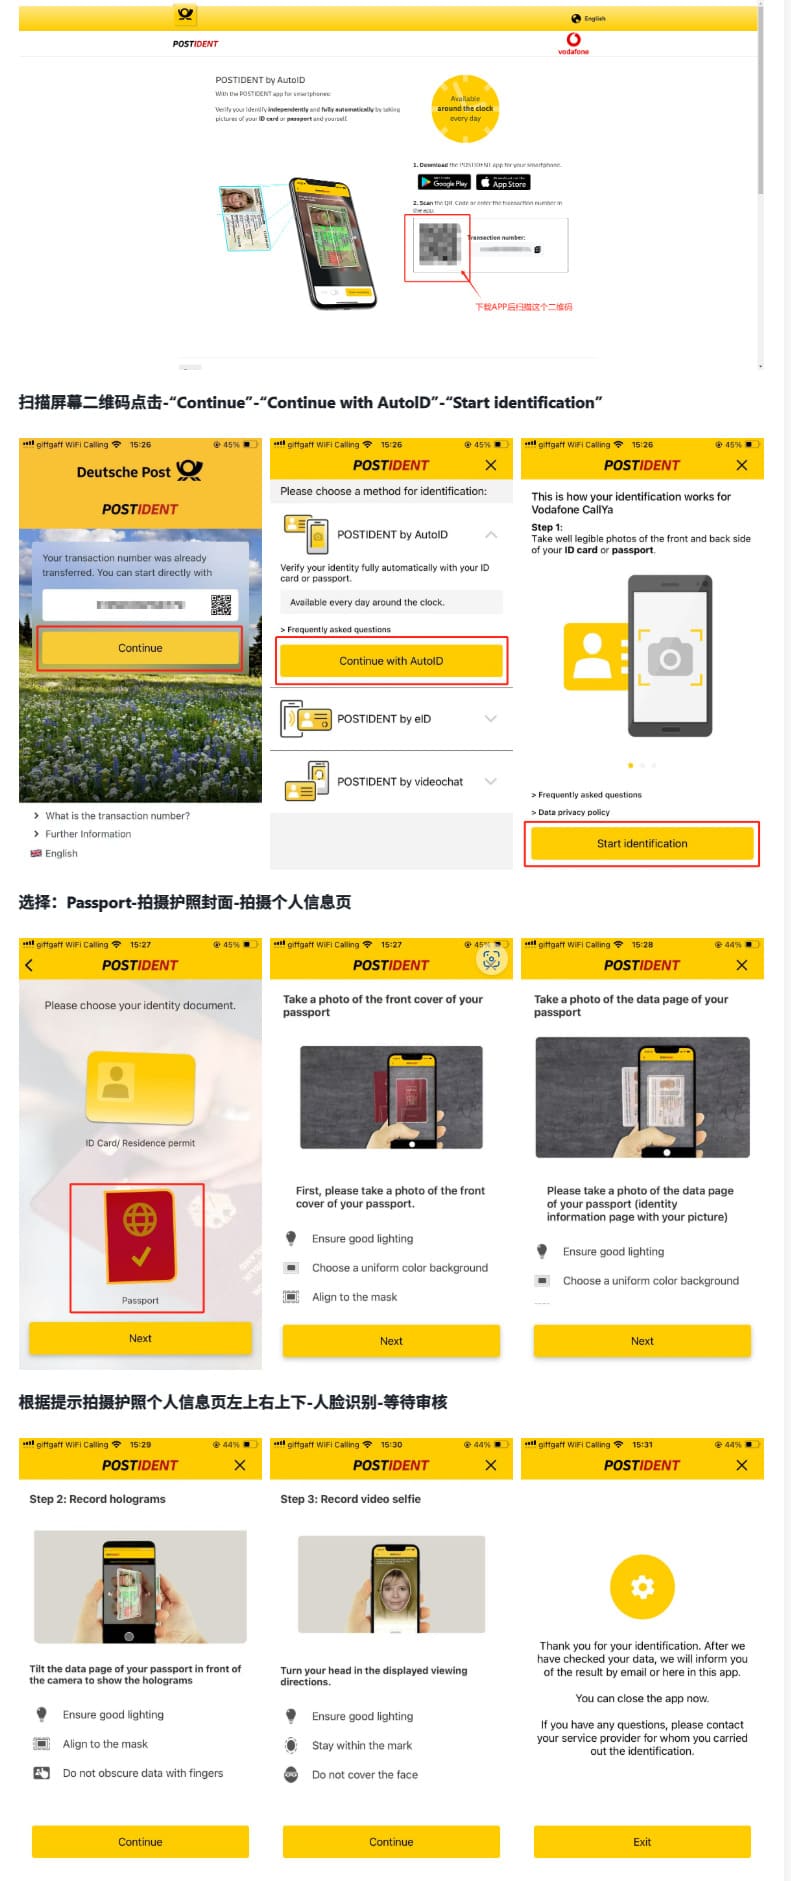 English
POSTIDENT
vodafone
POSTIDENT by AutoID
With the POSTIDENT app for smartphones:
Verify your identify independently and fully automatically by taking
pictures of your ID card or passport and yourself.
Available
around the clock
every day
1. Download the POSTIDENT app for your smartphone.
Google Play
App Store
2. Scan the QR Code or enter the transaction number in
the app.
Transaction number:
下载APP后扫描这个二维码
扫描屏幕二维码点击-“Continue”-“Continue with AutoID”-“Start identification”
giffgaff WiFi Calling 15:26 45%
Deutsche Post
POSTIDENT
Your transaction number was already
transferred. You can start directly with
Continue
What is the transaction number?
Further Information
English
giffgaff WiFi Calling 15:26 45%
POSTIDENT
Please choose a method for identification:
POSTIDENT by AutoID
Verify your identity fully automatically with your ID
card or passport.
Available every day around the clock.
> Frequently asked questions
Continue with AutoID
POSTIDENT by eID
POSTIDENT by videochat
giffgaff WiFi Calling 15:26 45%
POSTIDENT
This is how your identification works for
Vodafone CallYa
Step 1:
Take well legible photos of the front and back side
of your ID card or passport.
> Frequently asked questions
> Data privacy policy
Start identification
选择：Passport-拍摄护照封面-拍摄个人信息页
giffgaff WiFi Calling 15:27 45%
POSTIDENT
Please choose your identity document.
ID Card/ Residence permit
Passport
Next
giffgaff WiFi Calling 15:27 45%
POSTIDENT
Take a photo of the front cover of your
passport
First, please take a photo of the front
cover of your passport.
Ensure good lighting
Choose a uniform color background
Align to the mask
Next
giffgaff WiFi Calling 15:28 44%
POSTIDENT
Take a photo of the data page of your
passport
Please take a photo of the data page
of your passport (identity
information page with your picture)
Ensure good lighting
Choose a uniform color background
Next
根据提示拍摄护照个人信息页左上右上下-人脸识别-等待审核
giffgaff WiFi Calling 15:29 44%
POSTIDENT
Step 2: Record holograms
Tilt the data page of your passport in front of
the camera to show the holograms
Ensure good lighting
Align to the mask
Do not obscure data with fingers
Continue
giffgaff WiFi Calling 15:30 44%
POSTIDENT
Step 3: Record video selfie
Turn your head in the displayed viewing
directions.
Ensure good lighting
Stay within the mark
Do not cover the face
Continue
giffgaff WiFi Calling 15:31 44%
POSTIDENT
Thank you for your identification. After we
have checked your data, we will inform you
of the result by email or here in this app.
You can close the app now.
If you have any questions, please contact
your service provider for whom you carried
out the identification.
Exit